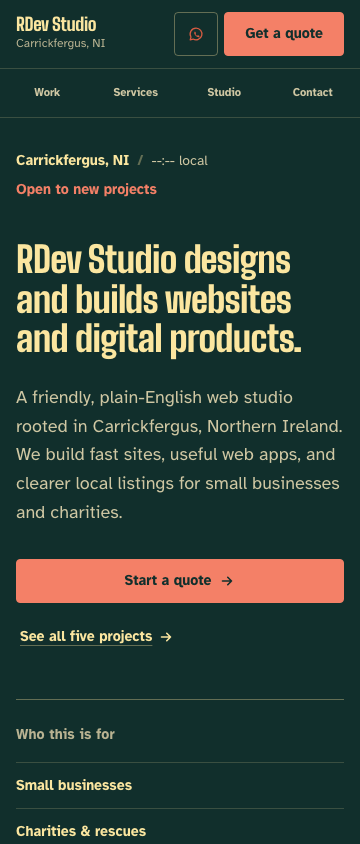 RDev Studio
Carrickfergus, NI
Get a quote
Work
Services
Studio
Contact
Carrickfergus, NI / --:-- local
Open to new projects
RDev Studio designs
and builds websites
and digital products.
A friendly, plain-English web studio
rooted in Carrickfergus, Northern Ireland.
We build fast sites, useful web apps, and
clearer local listings for small businesses
and charities.
Start a quote →
See all five projects →
Who this is for
Small businesses
Charities & rescues